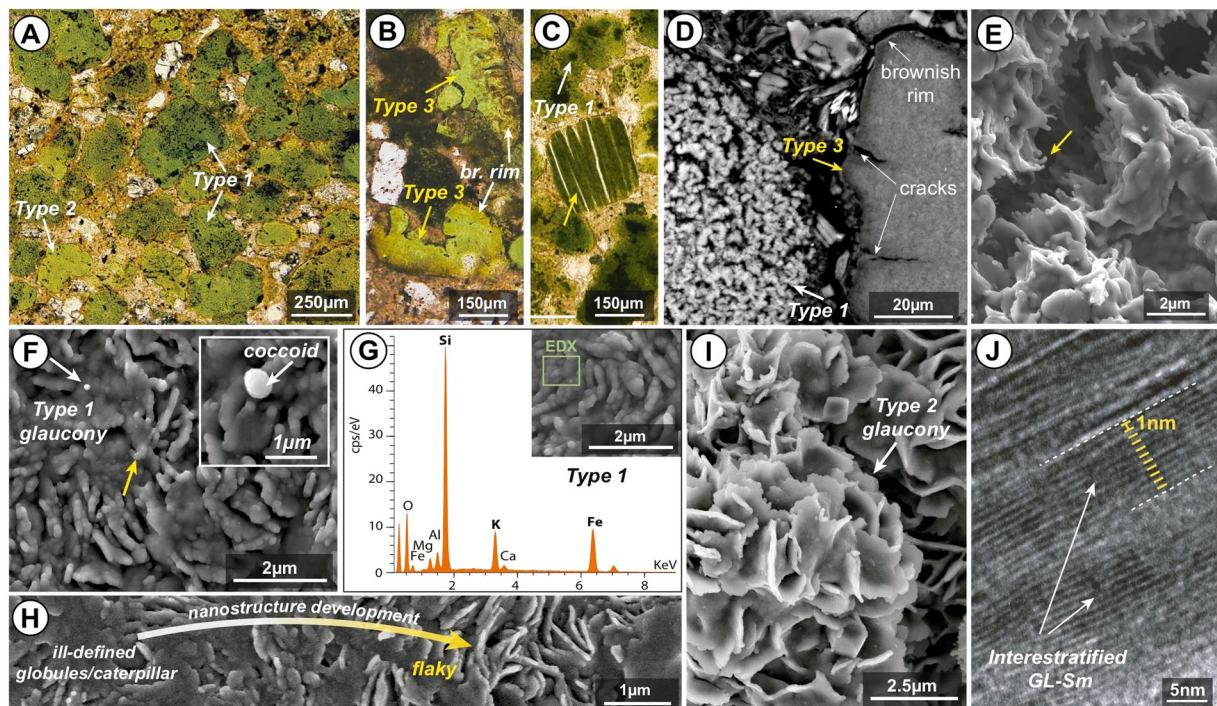 A
Type 1
Type 2
250µm
B
Type 3
br. rim
Type 3
150µm
C
Type 1
150µm
D
brownish
rim
Type 3
cracks
Type 1
20µm
E
2µm
F
coccoid
Type 1
glaucony
1µm
2µm
G
Si
EDX
2µm
Type 1
cps/eV
40
30
20
10
0
O
Fe
Mg
Al
K
Ca
Fe
KeV
2
4
6
8
H
nanostructure development
ill-defined
globules/caterpillar
flaky
1µm
I
Type 2
glaucony
2.5µm
J
1nm
Interestratified
GL-Sm
5nm